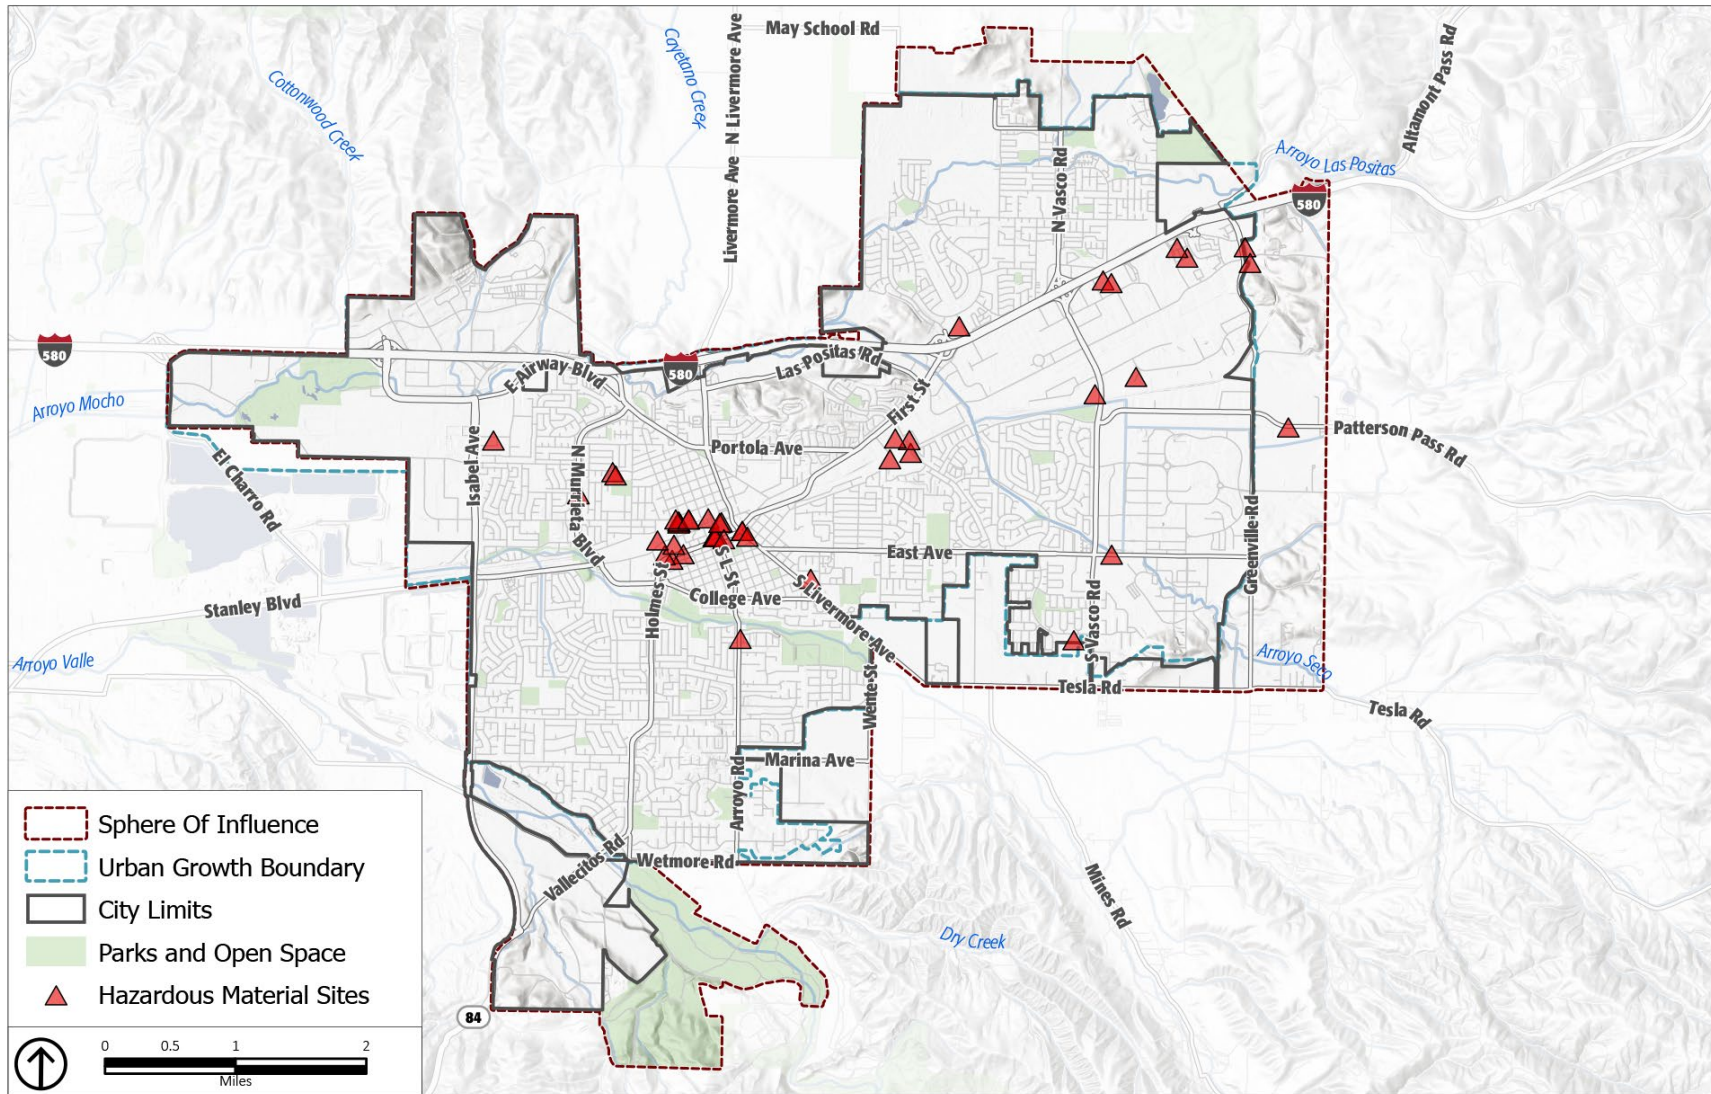 May School Rd
N Livermore Ave
Livermore Ave
Cayetano Creek
Cottonwood Creek
Altamont Pass Rd
Arroyo Las Positas
N Vasco Rd
580
580
580
Las Positas Rd
E Airway Blvd
Arroyo Mocho
First St
Portola Ave
Patterson Pass Rd
El Charro Rd
Isabel Ave
N Murrieta Blvd
Greenville Rd
East Ave
S L St
Holmes St
College Ave
S Livermore Ave
Stanley Blvd
S Vasco Rd
Arroyo Valle
Arroyo Seco
Wente St
Tesla Rd
Tesla Rd
Marina Ave
Arroyo Rd
Wetmore Rd
Vallecitos Rd
Mines Rd
Dry Creek
84
Sphere Of Influence
Urban Growth Boundary
City Limits
Parks and Open Space
Hazardous Material Sites
0 0.5 1 2
Miles